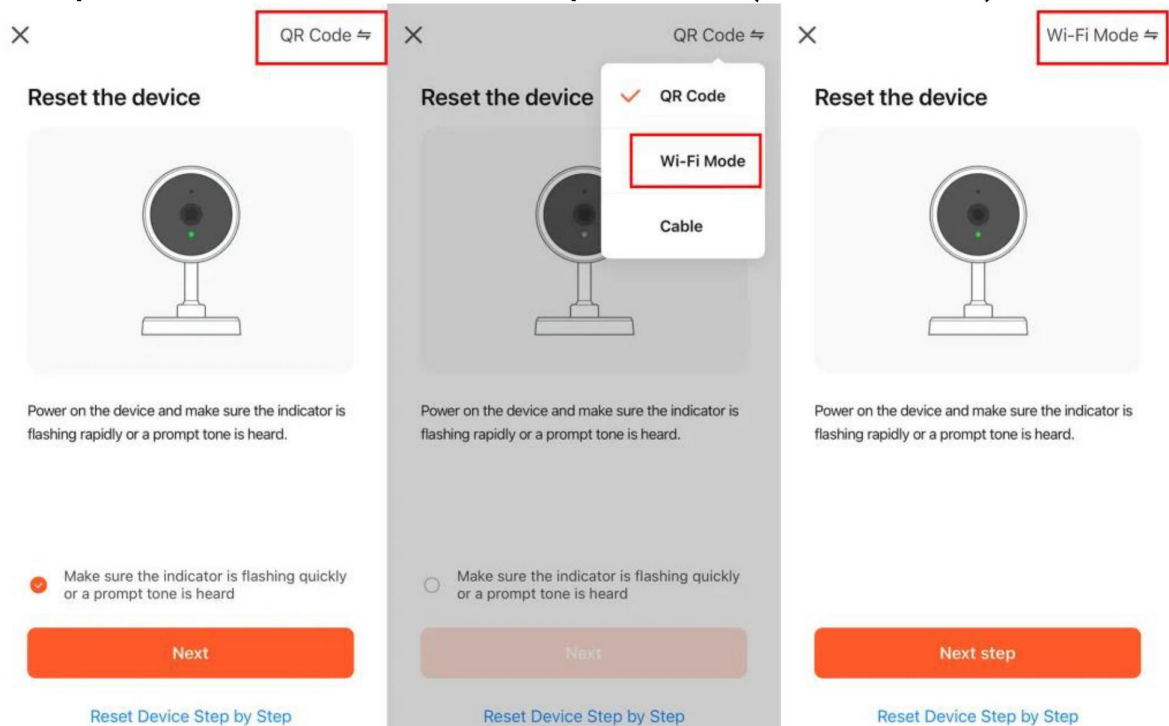 QR Code
Reset the device
Power on the device and make sure the indicator is
flashing rapidly or a prompt tone is heard.
Make sure the indicator is flashing quickly
or a prompt tone is heard
Next
Reset Device Step by Step
QR Code
Reset the device
QR Code
Wi-Fi Mode
Cable
Power on the device and make sure the indicator is
flashing rapidly or a prompt tone is heard.
Make sure the indicator is flashing quickly
or a prompt tone is heard
Next
Reset Device Step by Step
Wi-Fi Mode
Reset the device
Power on the device and make sure the indicator is
flashing rapidly or a prompt tone is heard.
Next step
Reset Device Step by Step